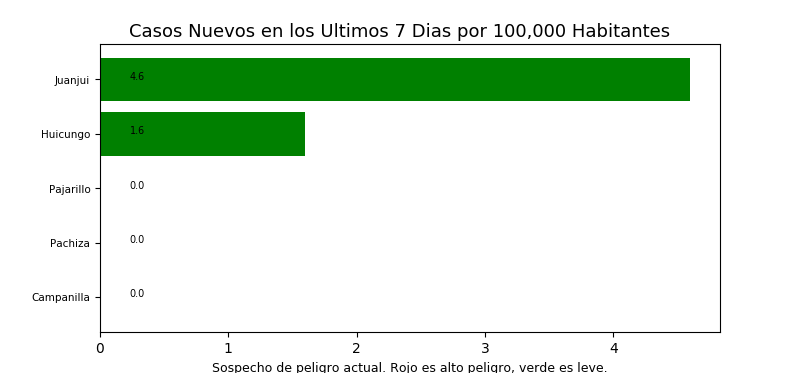 Casos Nuevos en los Ultimos 7 Dias por 100,000 Habitantes
Juanjui 4.6
Huicungo 1.6
Pajarillo 0.0
Pachiza 0.0
Campanilla 0.0
0 1 2 3 4
Sospecho de peligro actual. Rojo es alto peligro, verde es leve.